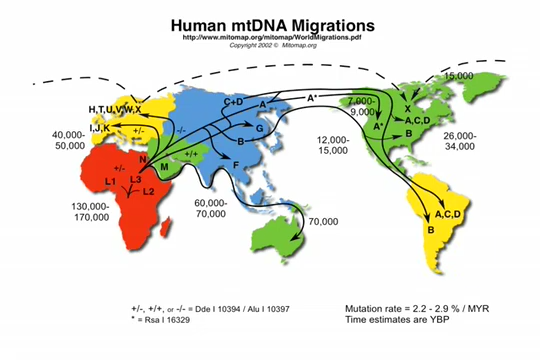 Human mtDNA Migrations
http://www.mitomap.org/mitomap/WorldMigrations.pdf
Copyright 2002 © Mitomap.org
15,000
H,T,U,V,W,X
C+D
A
A*
7,000-
9,000
X
A,C,D
I,J,K
+/-
-/-
G
A*
B
40,000-
50,000
B
12,000-
15,000
26,000-
34,000
N
+/+
+/-
M
F
L1
L3
L2
60,000-
70,000
130,000-
170,000
70,000
A,C,D
B
+/-, +/+, or -/- = Dde I 10394 / Alu I 10397
* = Rsa I 16329
Mutation rate = 2.2 - 2.9 % / MYR
Time estimates are YBP